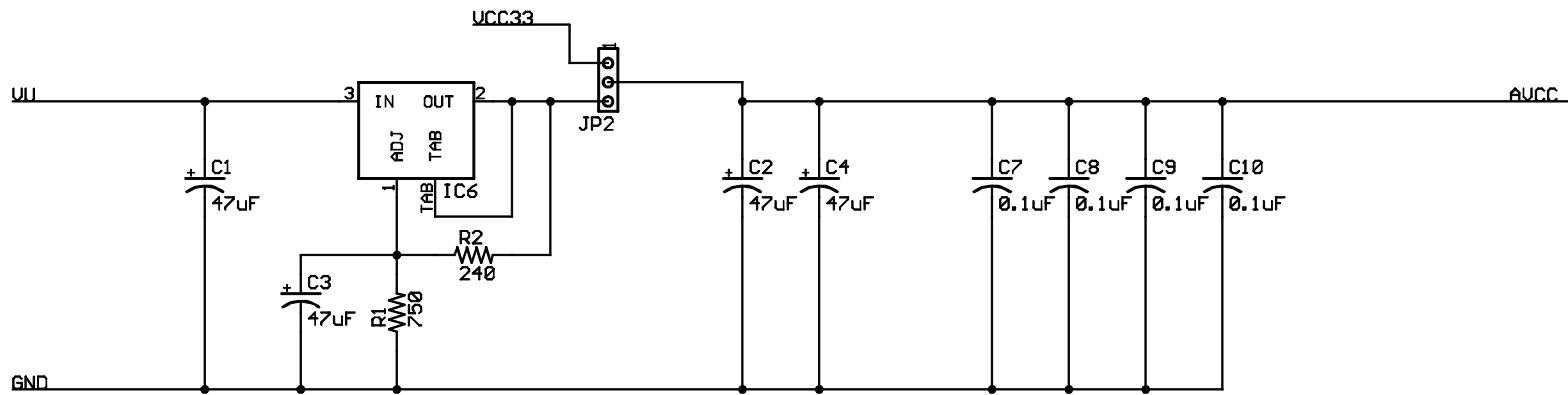 VCC33
1
VU
3
IN
OUT
2
JP2
AVCC
ADJ
TAB
1
TAB
IC6
C1
47uF
C2
47uF
C4
47uF
C7
0.1uF
C8
0.1uF
C9
0.1uF
C10
0.1uF
R2
240
C3
47uF
R1
750
GND